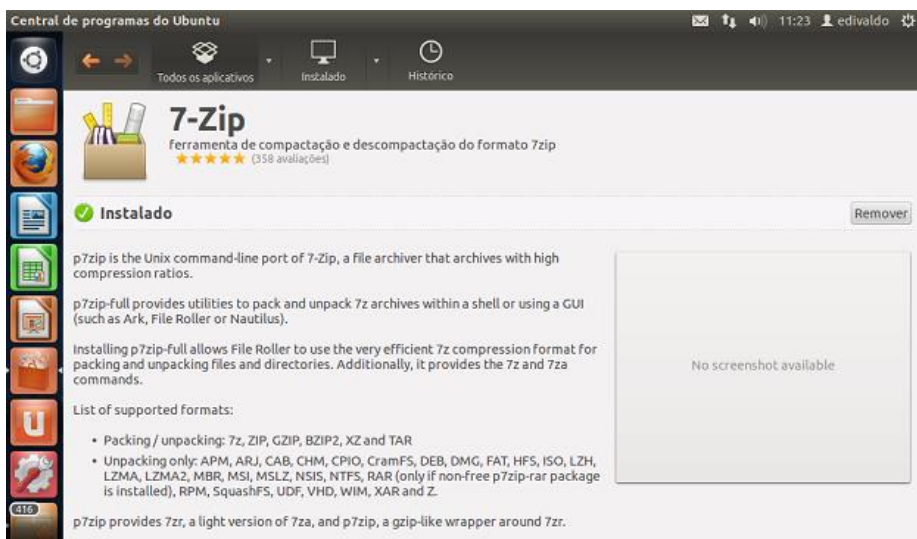 Central de programas do Ubuntu
11:23 edivaldo
Todos os aplicativos
Instalado
Histórico
7-Zip
ferramenta de compactação e descompactação do formato 7zip
(358 avaliações)
Instalado
Remover
p7zip is the Unix command-line port of 7-Zip, a file archiver that archives with high
compression ratios.
p7zip-full provides utilities to pack and unpack 7z archives within a shell or using a GUI
(such as Ark, File Roller or Nautilus).
Installing p7zip-full allows File Roller to use the very efficient 7z compression format for
packing and unpacking files and directories. Additionally, it provides the 7z and 7za
commands.
No screenshot available
List of supported formats:
• Packing / unpacking: 7z, ZIP, GZIP, BZIP2, XZ and TAR
• Unpacking only: APM, ARJ, CAB, CHM, CPIO, CramFS, DEB, DMG, FAT, HFS, ISO, LZH,
LZMA, LZMA2, MBR, MSI, MSLZ, NSIS, NTFS, RAR (only if non-free p7zip-rar package
is installed), RPM, SquashFS, UDF, VHD, WIM, XAR and Z.
p7zip provides 7zr, a light version of 7za, and p7zip, a gzip-like wrapper around 7zr.
416